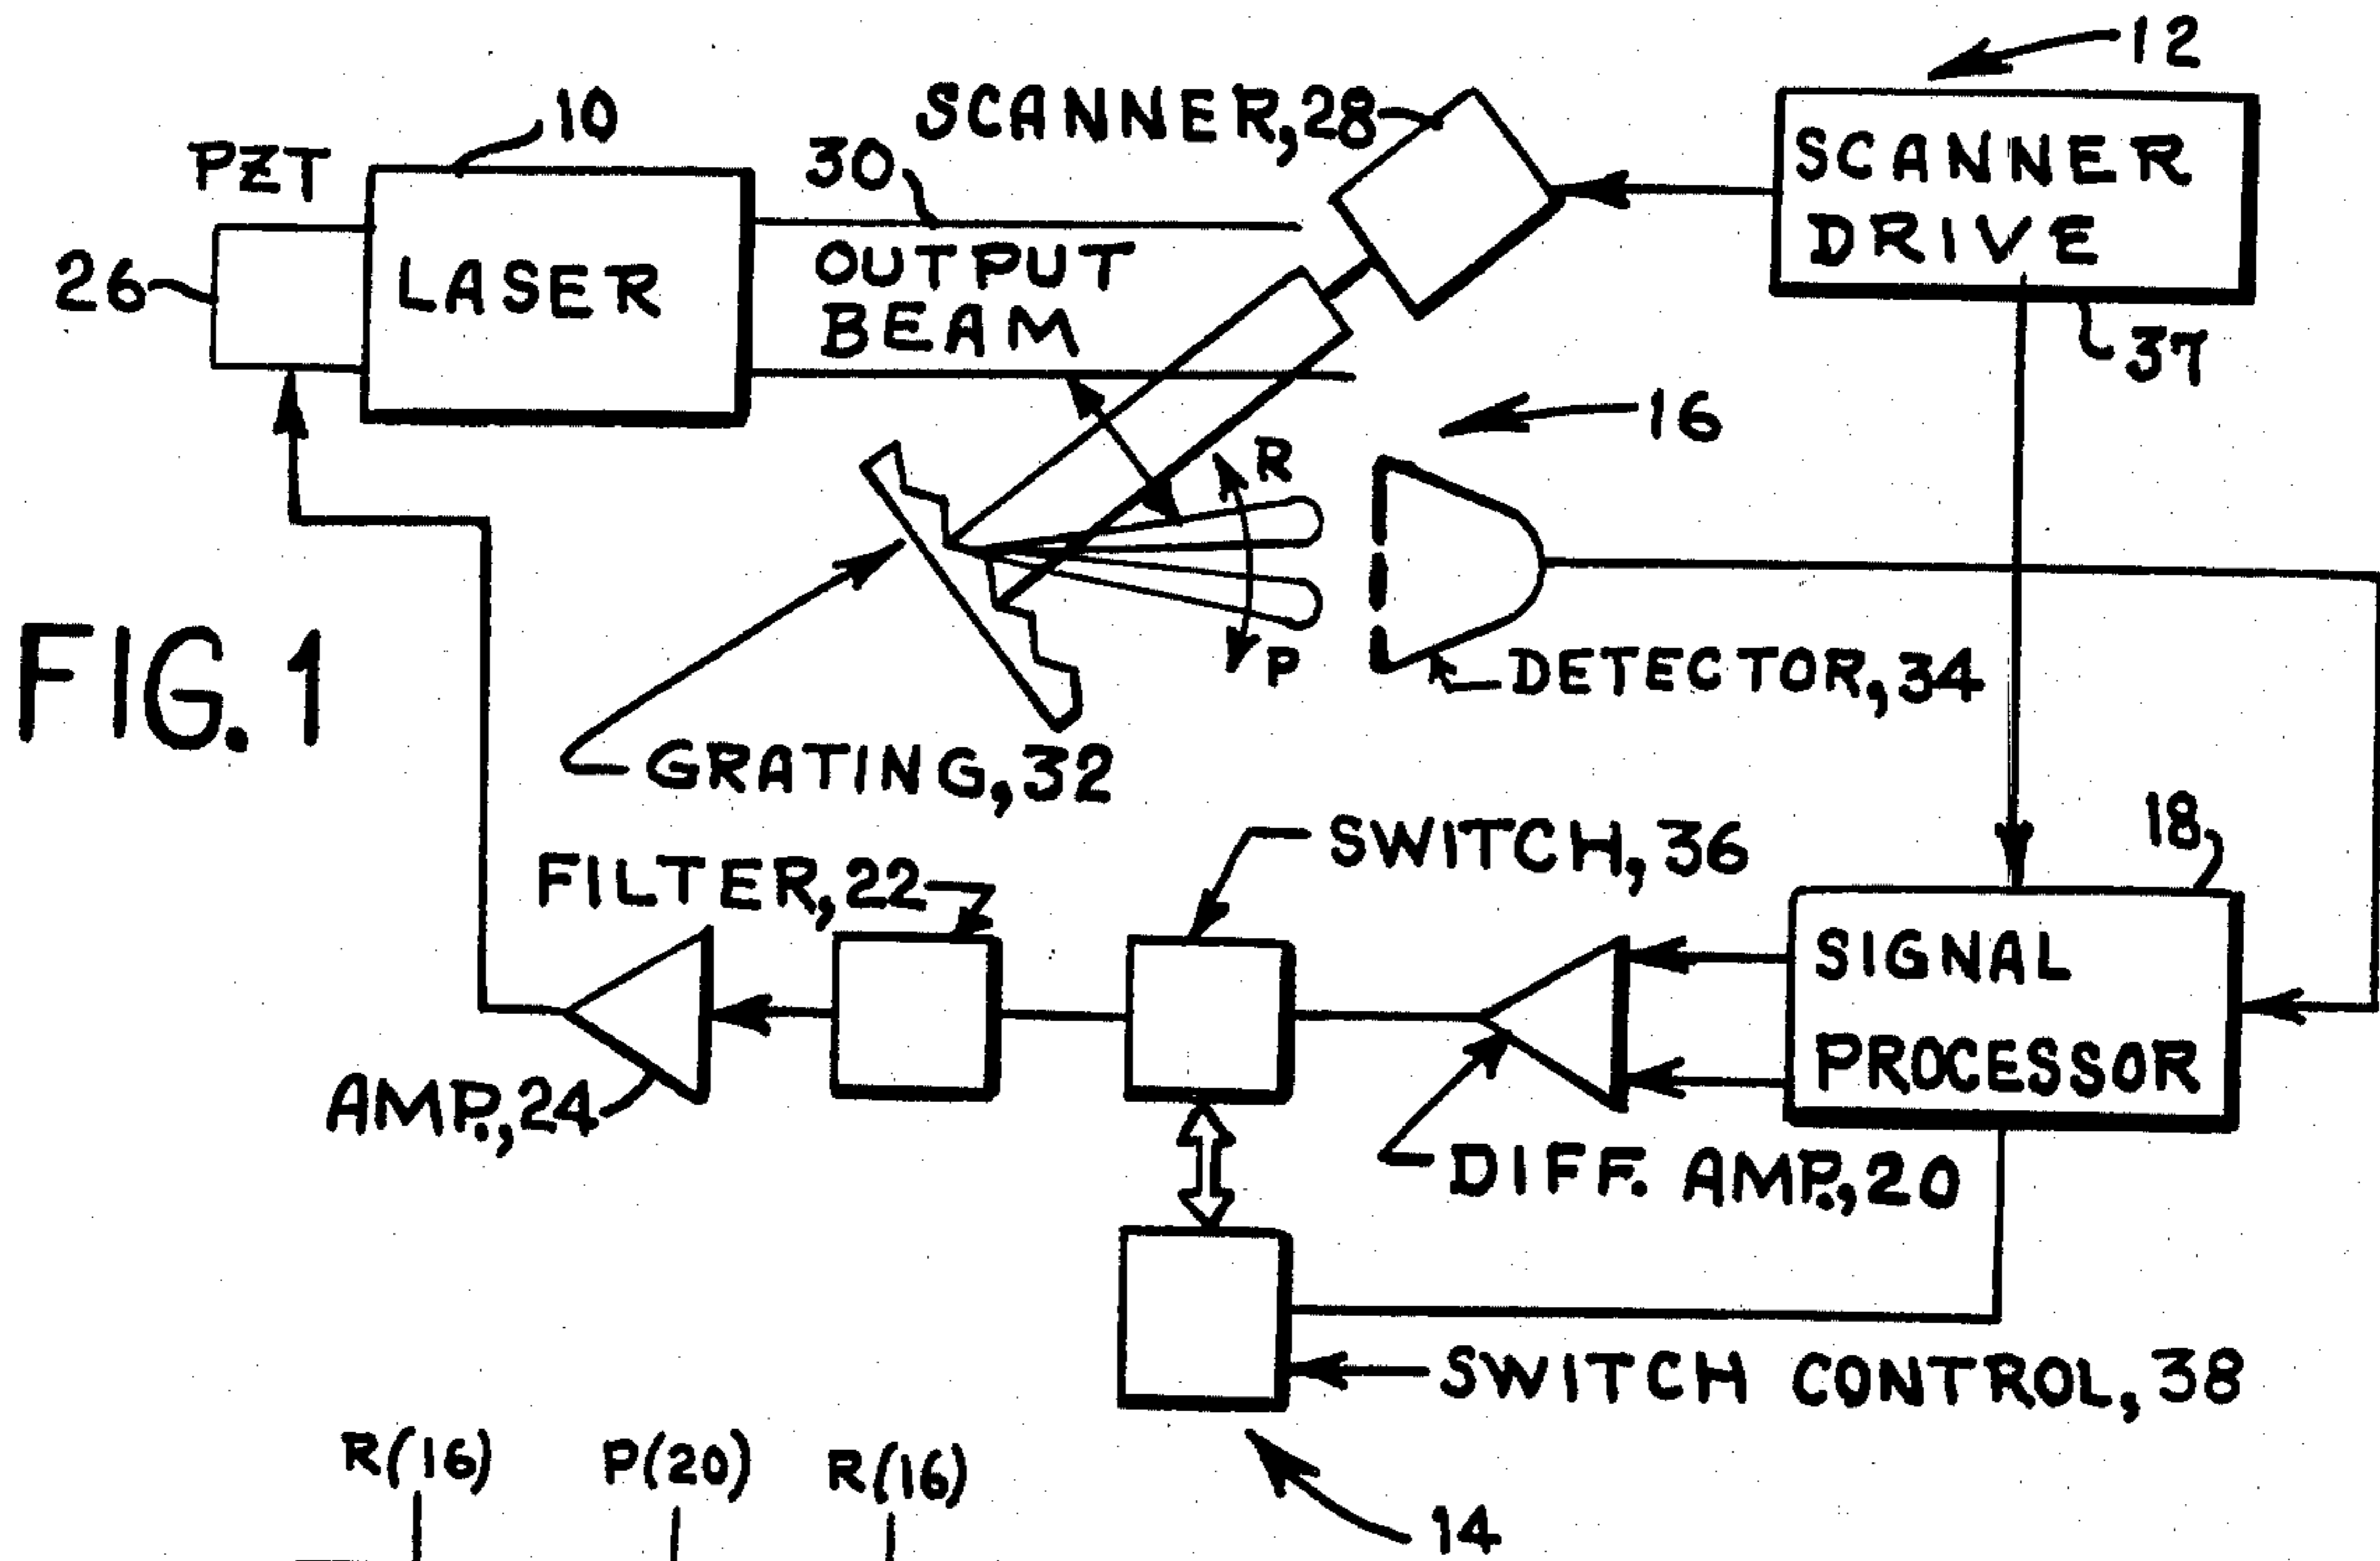 12
10
SCANNER, 28
PZT
30
SCANNER
DRIVE
26
LASER
OUTPUT
BEAM
37
16
R
P
DETECTOR, 34
FIG. 1
GRATING, 32
18
SWITCH, 36
FILTER, 22
SIGNAL
PROCESSOR
AMP., 24
DIFF. AMP., 20
SWITCH CONTROL, 38
R(16)
P(20)
R(16)
14